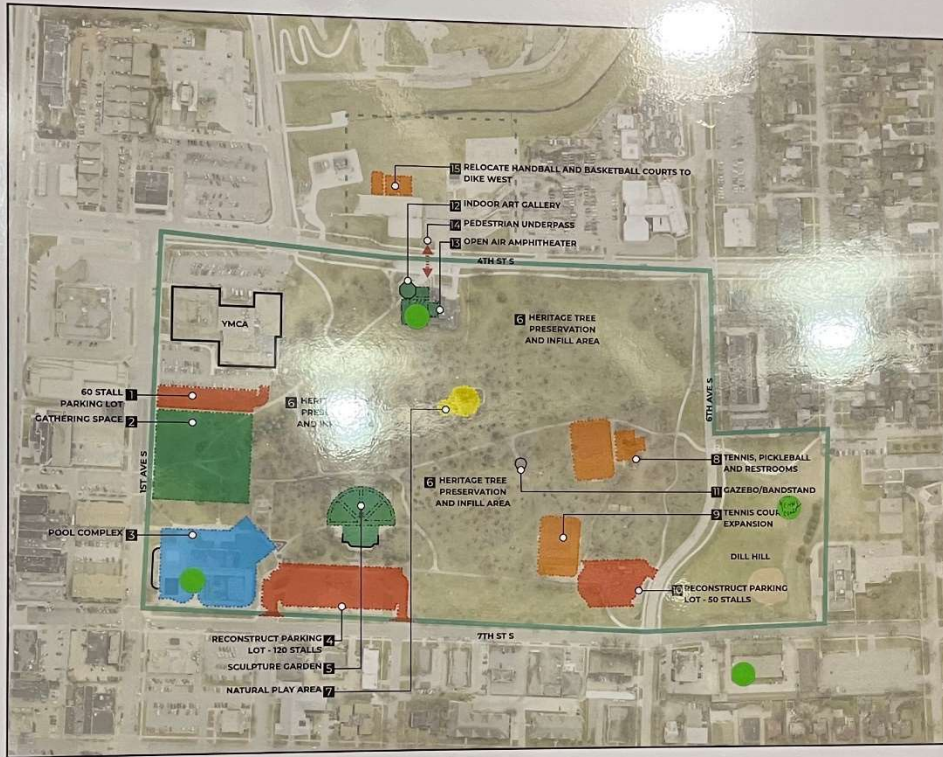 15 RELOCATE HANDBALL AND BASKETBALL COURTS TO
DIKE WEST
12 INDOOR ART GALLERY
14 PEDESTRIAN UNDERPASS
13 OPEN AIR AMPHITHEATER
4TH ST S
YMCA
6 HERITAGE TREE
PRESERVATION
AND INFILL AREA
6TH AVE S
60 STALL 1
PARKING LOT
GATHERING SPACE 2
6
1ST AVE S
8 TENNIS, PICKLEBALL
AND RESTROOMS
6 HERITAGE TREE
PRESERVATION
AND INFILL AREA
11 GAZEBO/BANDSTAND
9 TENNIS
EXPANSION
POOL COMPLEX 3
DILL HILL
10 RECONSTRUCT PARKING
LOT - 50 STALLS
7TH ST S
RECONSTRUCT PARKING 4
LOT - 120 STALLS
SCULPTURE GARDEN 5
NATURAL PLAY AREA 7